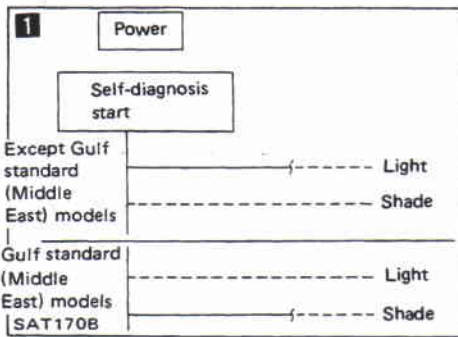 1
Power
Self-diagnosis
start
Except Gulf
standard
(Middle
East) models
Light
Shade
Gulf standard
(Middle
East) models
Light
Shade
SAT170B